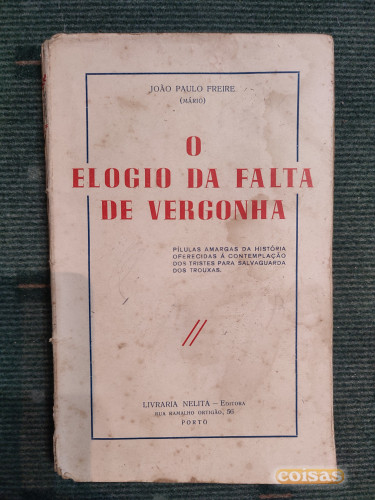 JOÃO PAULO FREIRE
(MÁRIO)
O
ELOGIO DA FALTA
DE VERGONHA
PÍLULAS AMARGAS DA HISTÓRIA
OFERECIDAS À CONTEMPLAÇÃO
DOS TRISTES PARA SALVAGUARDA
DOS TROUXAS.
//
LIVRARIA NELITA — EDITORA
RUA RAMALHO ORTIGÃO, 36
PORTO
coisas